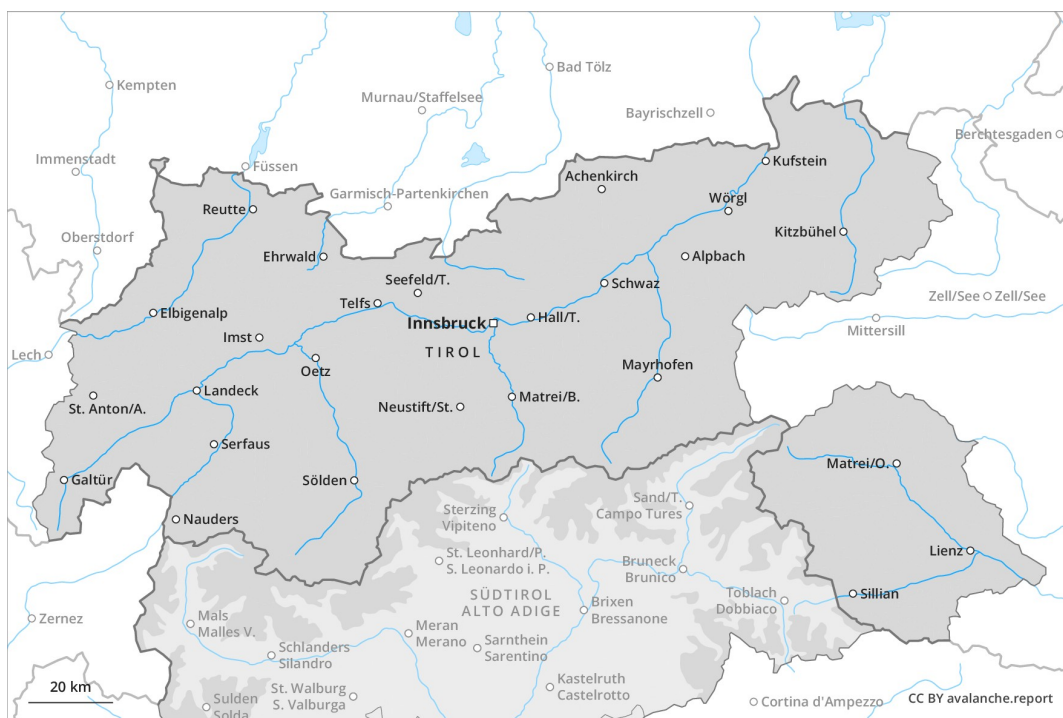 Kempten
Bad Tölz
Murnau/Staffelsee
Bayrischzell
Berchtesgaden
Immenstadt
Füssen
Kufstein
Achenkirch
Garmisch-Partenkirchen
Wörgl
Reutte
Kitzbühel
Oberstdorf
Ehrwald
Alpbach
Seefeld/T.
Schwaz
Telfs
Zell/See
Zell/See
Elbigenalp
Innsbruck
Hall/T.
Mittersill
Imst
TIROL
Lech
Oetz
Mayrhofen
Landeck
St. Anton/A.
Neustift/St.
Matrei/B.
Serfaus
Matrei/O.
Galtür
Sölden
Sand/T.
Campo Tures
Sterzing
Vipiteno
Nauders
Lienz
St. Leonhard/P.
S. Leonardo i. P.
Bruneck
Brunico
SÜDTIROL
ALTO ADIGE
Sillian
Toblach
Dobbiaco
Brixen
Bressanone
Zernez
Mals
Malles V.
Meran
Merano
Sarnthein
Sarentino
Schlanders
Silandro
20 km
St. Walburg
S. Valburga
Kastelruth
Castelrotto
Sulden
Solda
Cortina d'Ampezzo
CC BY avalanche.report